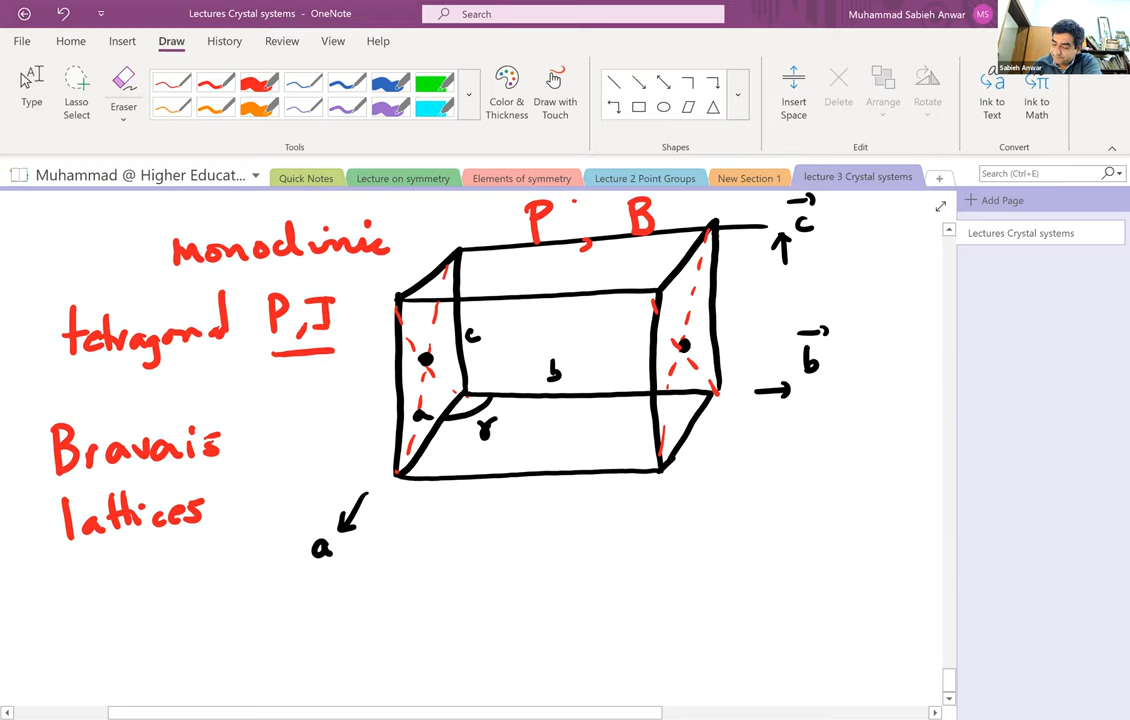 Lectures Crystal systems - OneNote
Search
Muhammad Sabieh Anwar
MS
Sabieh Anwar
File Home Insert Draw History Review View Help
Type
Lasso Select
Eraser
Color & Thickness
Draw with Touch
Insert Space
Delete
Arrange
Rotate
Ink to Text
Ink to Math
Tools
Shapes
Edit
Convert
Muhammad @ Higher Educat...
Quick Notes
Lecture on symmetry
Elements of symmetry
Lecture 2 Point Groups
New Section 1
lecture 3 Crystal systems
Search (Ctrl+E)
Add Page
Lectures Crystal systems
P , B
c
monoclinic
tetragonal P, I
c
b
b
a
γ
Bravais
lattices
a